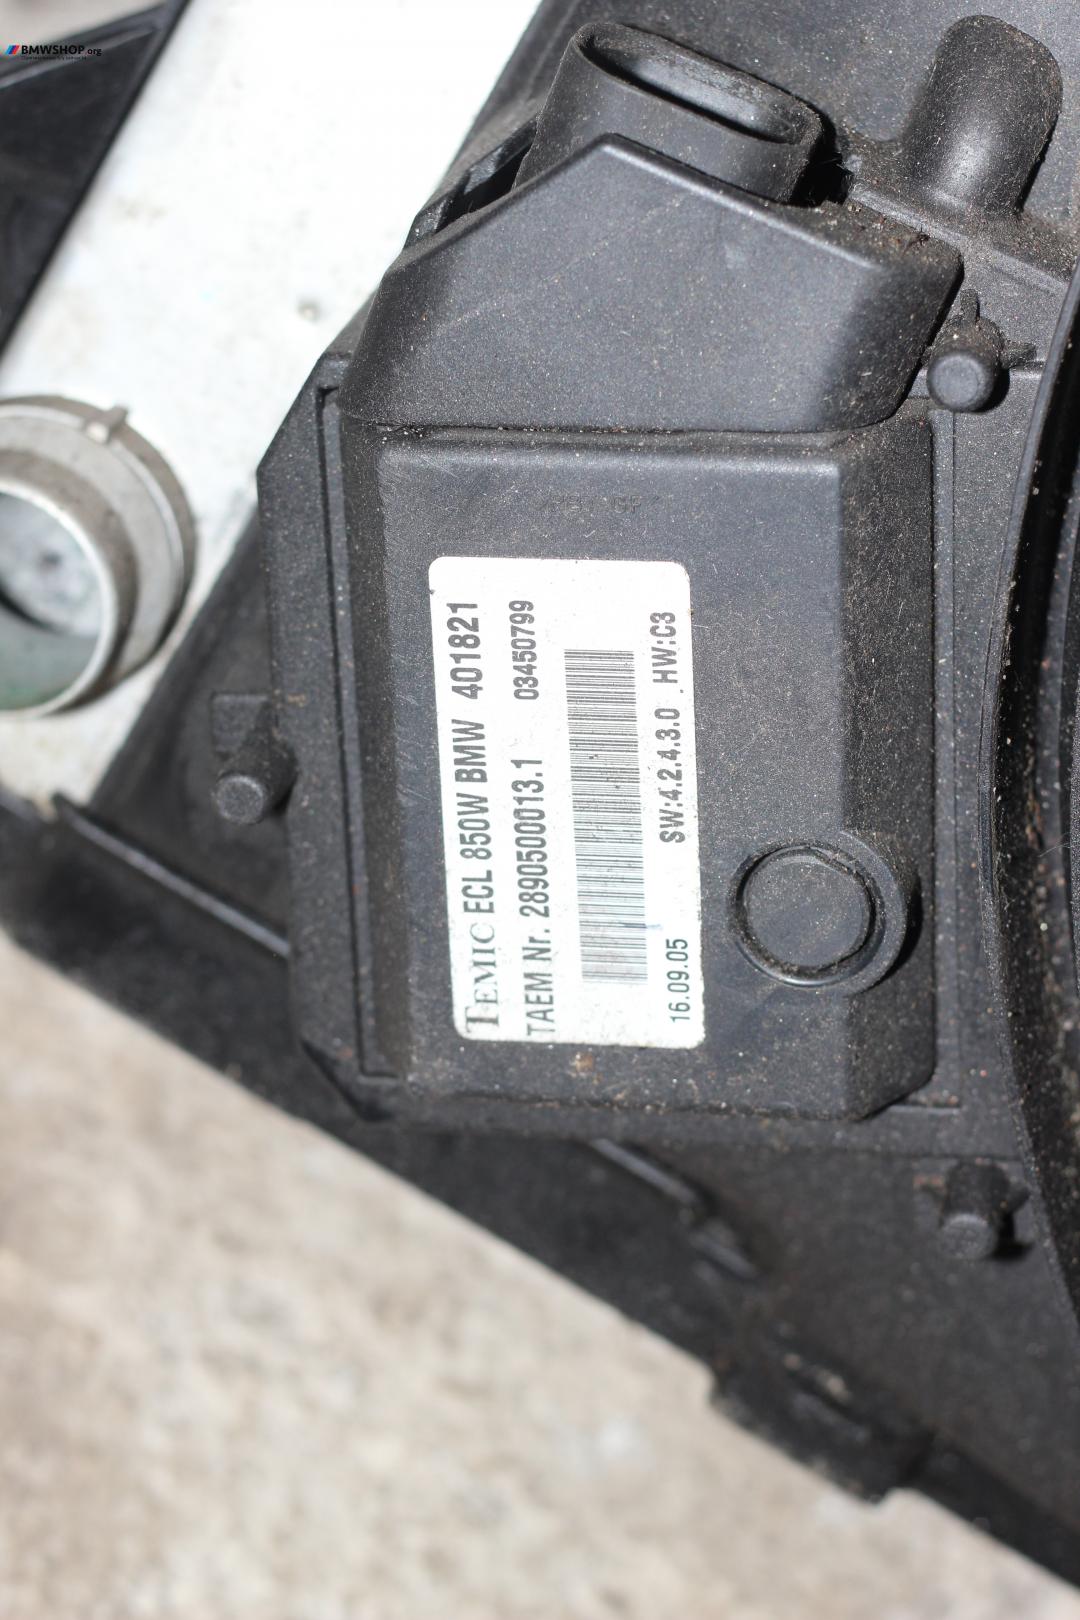 BMWSHOP.org
TEMIC ECL 850W BMW 401821
TAEM Nr. 2890500013.1 03450799
16.09.05 SW:4.2.4.3.0 HW:C3